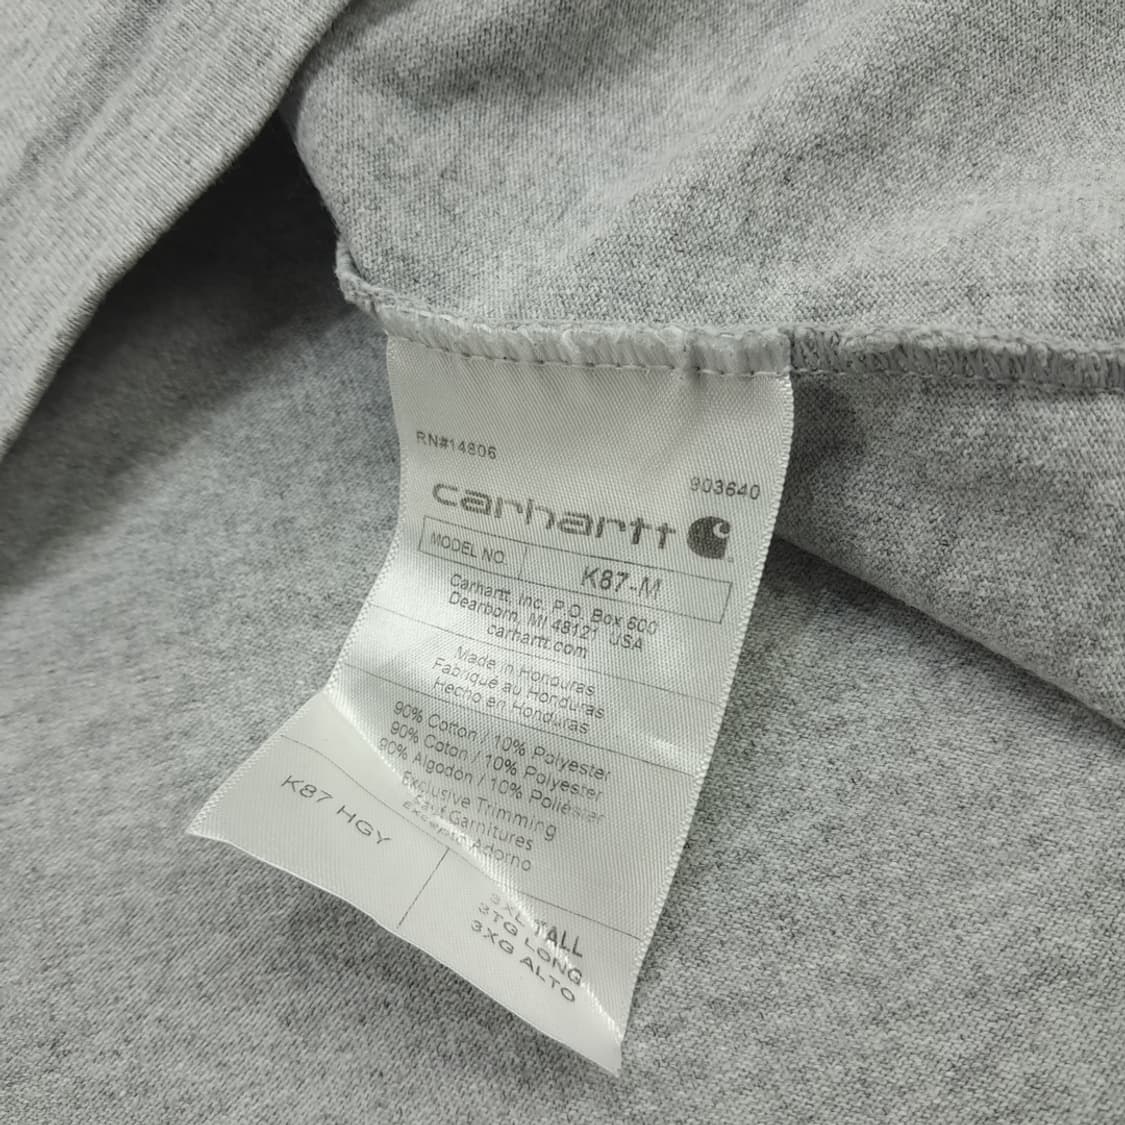 RN#14806
903640
carhartt
MODEL NO. K87-M
Carhartt, Inc. P.O. Box 600
Dearborn, MI 48121 USA
carhartt.com
Made in Honduras
Fabriqué au Honduras
Hecho en Honduras
90% Cotton / 10% Polyester
90% Coton / 10% Polyester
90% Algodón / 10% Poliéster
Exclusive Trimming
Sauf Garnitures
Excepto Adorno
K87 HGY
3XL TALL
3TG LONG
3XG ALTO